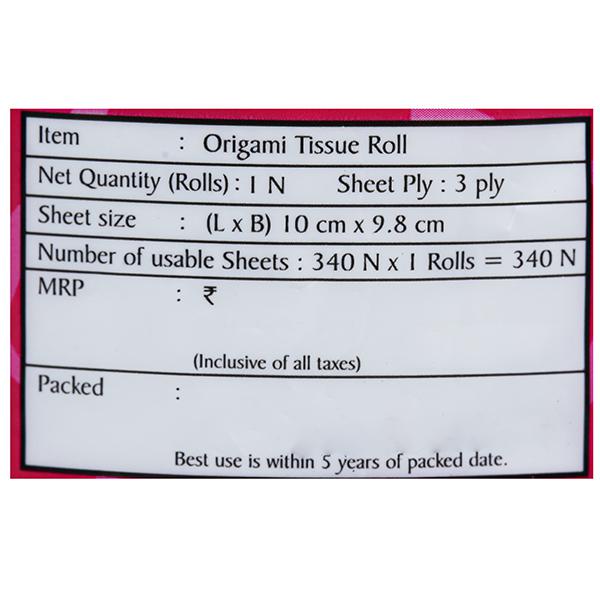 Item : Origami Tissue Roll
Net Quantity (Rolls) : 1 N Sheet Ply : 3 ply
Sheet size : (L x B) 10 cm x 9.8 cm
Number of usable Sheets : 340 N x 1 Rolls = 340 N
MRP : ₹
(Inclusive of all taxes)
Packed :
Best use is within 5 years of packed date.